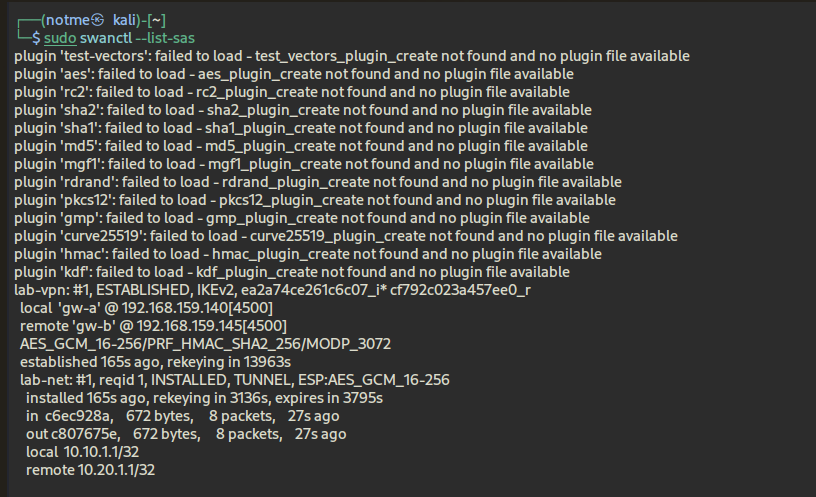 (notme㉿ kali)-[~]
$ sudo swanctl --list-sas
plugin 'test-vectors': failed to load - test_vectors_plugin_create not found and no plugin file available
plugin 'aes': failed to load - aes_plugin_create not found and no plugin file available
plugin 'rc2': failed to load - rc2_plugin_create not found and no plugin file available
plugin 'sha2': failed to load - sha2_plugin_create not found and no plugin file available
plugin 'sha1': failed to load - sha1_plugin_create not found and no plugin file available
plugin 'md5': failed to load - md5_plugin_create not found and no plugin file available
plugin 'mgf1': failed to load - mgf1_plugin_create not found and no plugin file available
plugin 'rdrand': failed to load - rdrand_plugin_create not found and no plugin file available
plugin 'pkcs12': failed to load - pkcs12_plugin_create not found and no plugin file available
plugin 'gmp': failed to load - gmp_plugin_create not found and no plugin file available
plugin 'curve25519': failed to load - curve25519_plugin_create not found and no plugin file available
plugin 'hmac': failed to load - hmac_plugin_create not found and no plugin file available
plugin 'kdf': failed to load - kdf_plugin_create not found and no plugin file available
lab-vpn: #1, ESTABLISHED, IKEv2, ea2a74ce261c6c07_i* cf792c023a457ee0_r
local 'gw-a' @ 192.168.159.140[4500]
remote 'gw-b' @ 192.168.159.145[4500]
AES_GCM_16-256/PRF_HMAC_SHA2_256/MODP_3072
established 165s ago, rekeying in 13963s
lab-net: #1, reqid 1, INSTALLED, TUNNEL, ESP:AES_GCM_16-256
installed 165s ago, rekeying in 3136s, expires in 3795s
in c6ec928a, 672 bytes, 8 packets, 27s ago
out c807675e, 672 bytes, 8 packets, 27s ago
local 10.10.1.1/32
remote 10.20.1.1/32